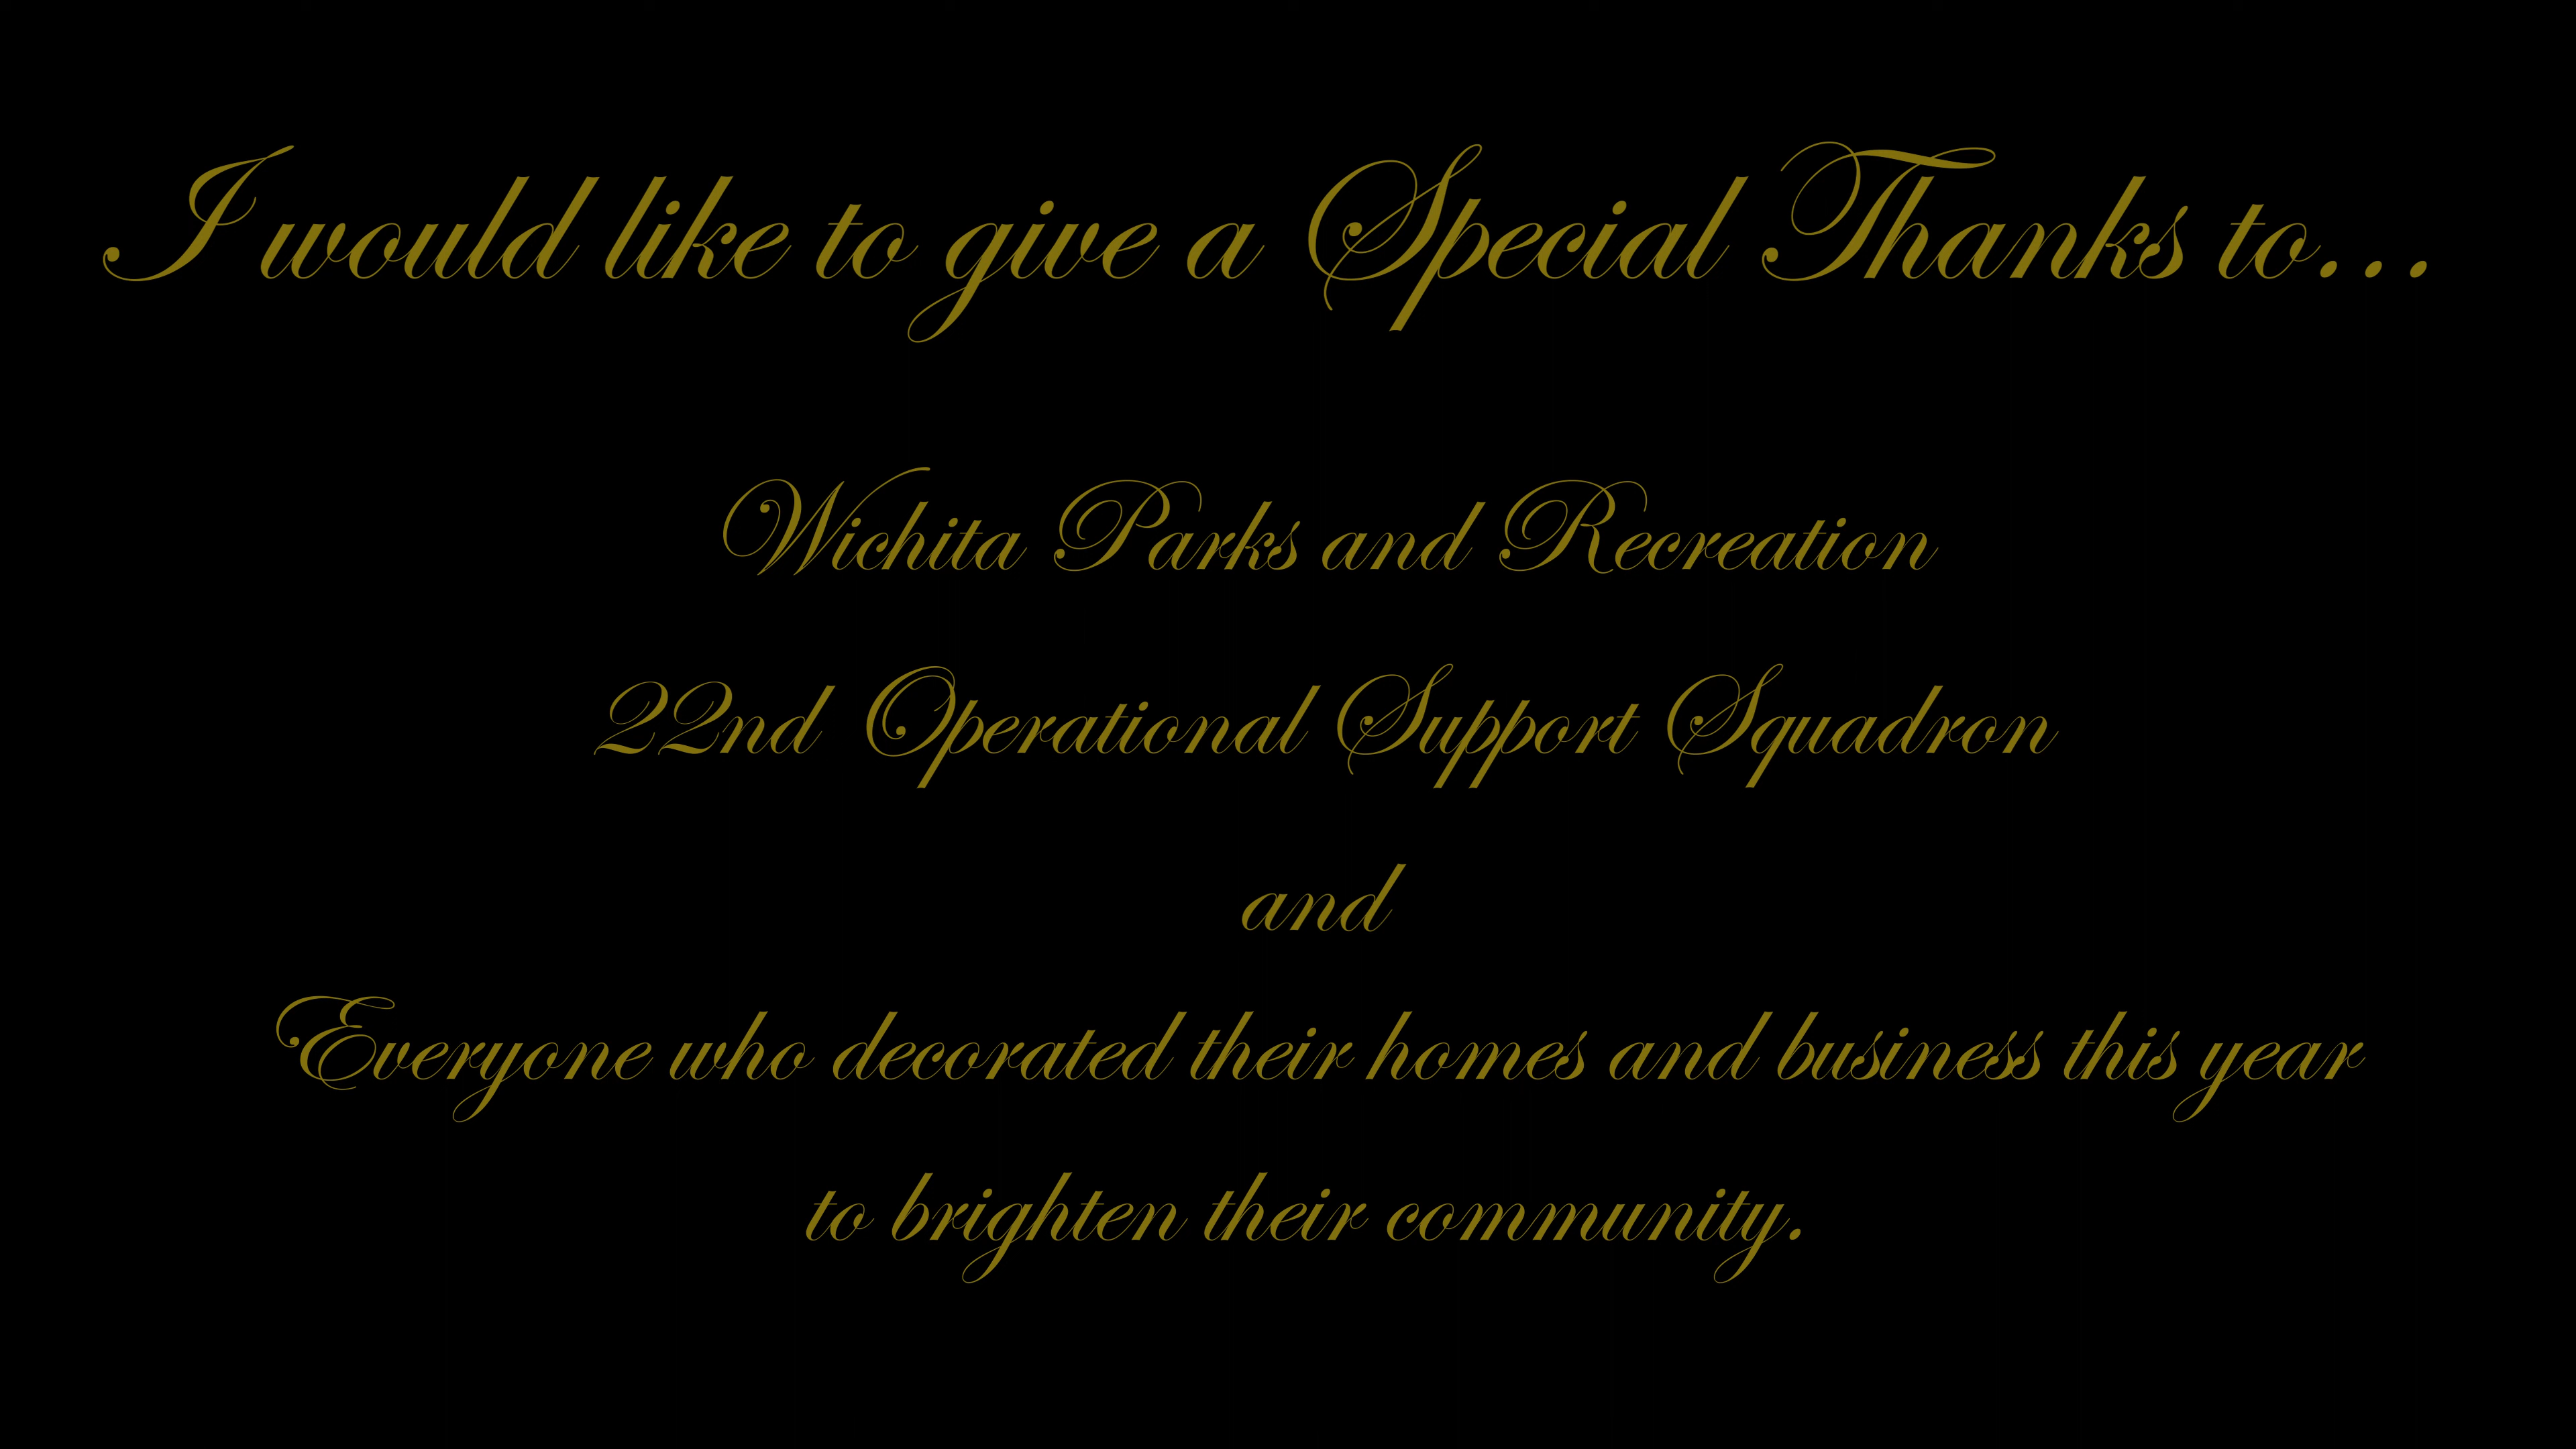 I would like to give a Special Thanks to...
Wichita Parks and Recreation
22nd Operational Support Squadron
and
Everyone who decorated their homes and business this year
to brighten their community.